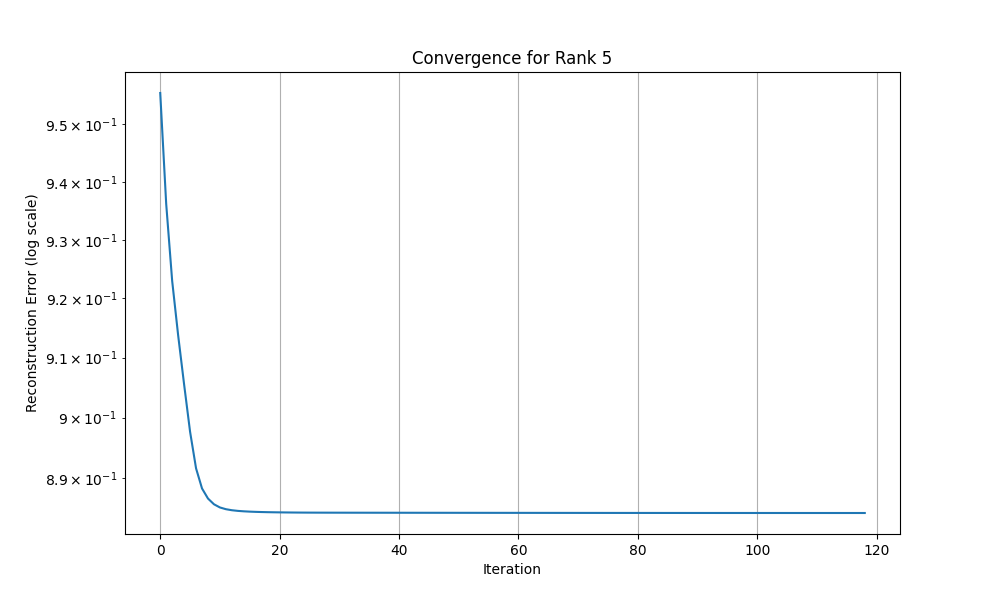 Convergence for Rank 5
Reconstruction Error (log scale)
9.5 × 10⁻¹
9.4 × 10⁻¹
9.3 × 10⁻¹
9.2 × 10⁻¹
9.1 × 10⁻¹
9 × 10⁻¹
8.9 × 10⁻¹
0 20 40 60 80 100 120
Iteration